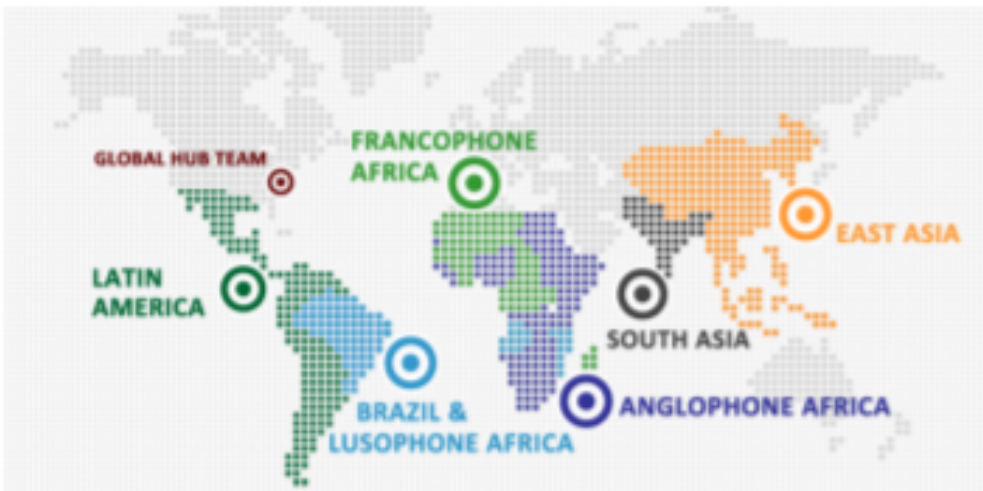 FRANCOPHONE
AFRICA
GLOBAL HUB TEAM
EAST ASIA
LATIN
AMERICA
SOUTH ASIA
ANGLOPHONE AFRICA
BRAZIL &
LUSOPHONE AFRICA